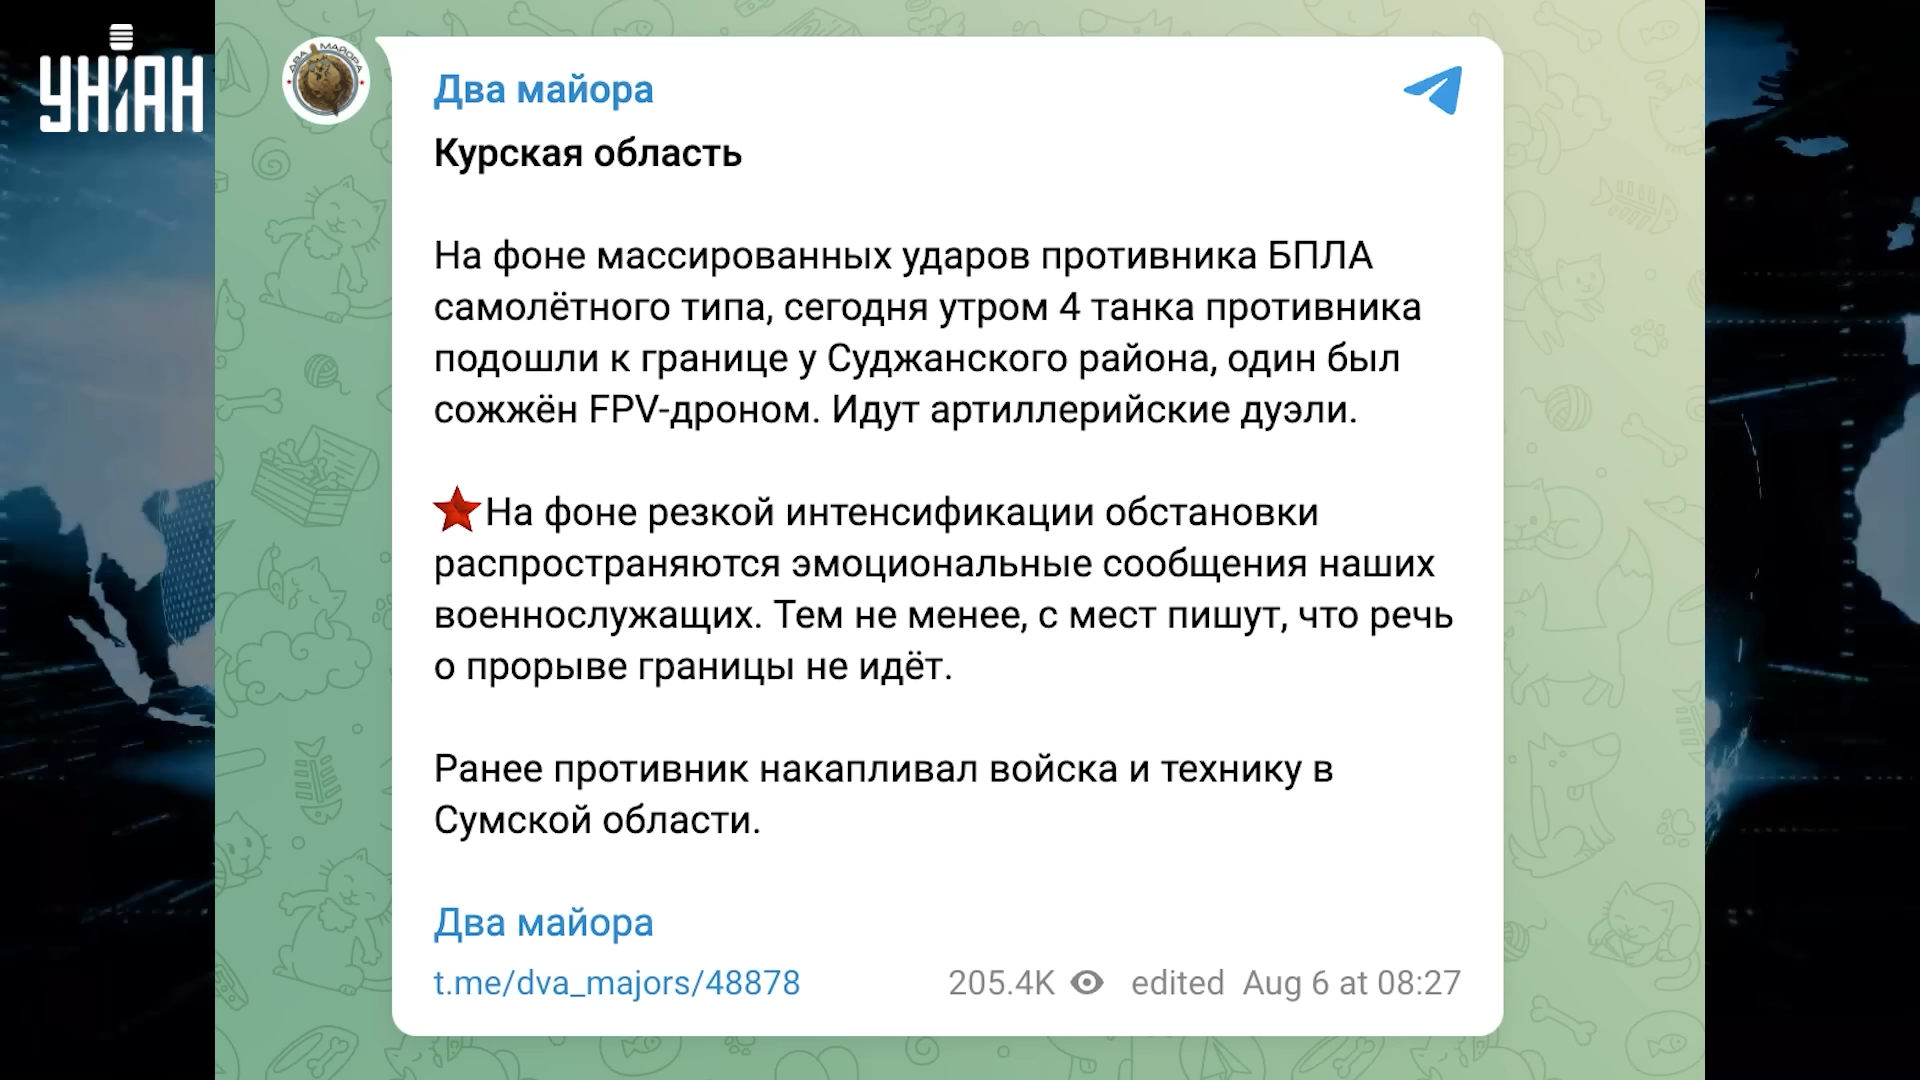 УНІАН
ДВА МАЙОРА
Два майора
Курская область
На фоне массированных ударов противника БПЛА
самолётного типа, сегодня утром 4 танка противника
подошли к границе у Суджанского района, один был
сожжён FPV-дроном. Идут артиллерийские дуэли.
На фоне резкой интенсификации обстановки
распространяются эмоциональные сообщения наших
военнослужащих. Тем не менее, с мест пишут, что речь
о прорыве границы не идёт.
Ранее противник накапливал войска и технику в
Сумской области.
Два майора
t.me/dva_majors/48878 205.4K edited Aug 6 at 08:27